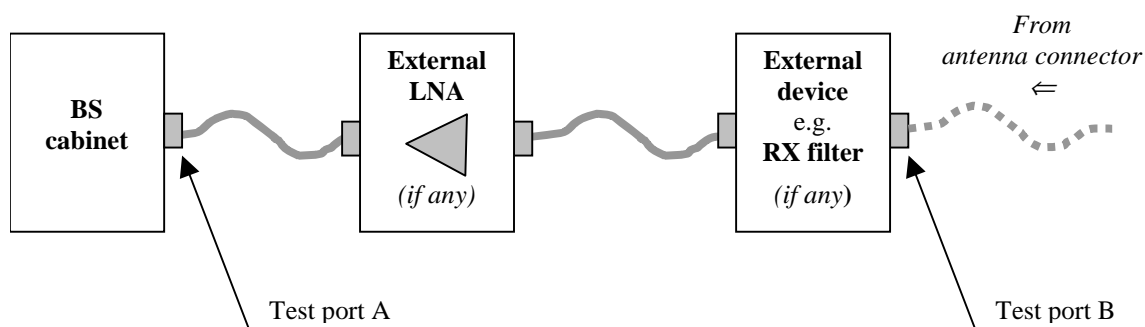 BS
cabinet
External
LNA
(if any)
External
device
e.g.
RX filter
(if any)
From
antenna connector
⇐
Test port A
Test port B